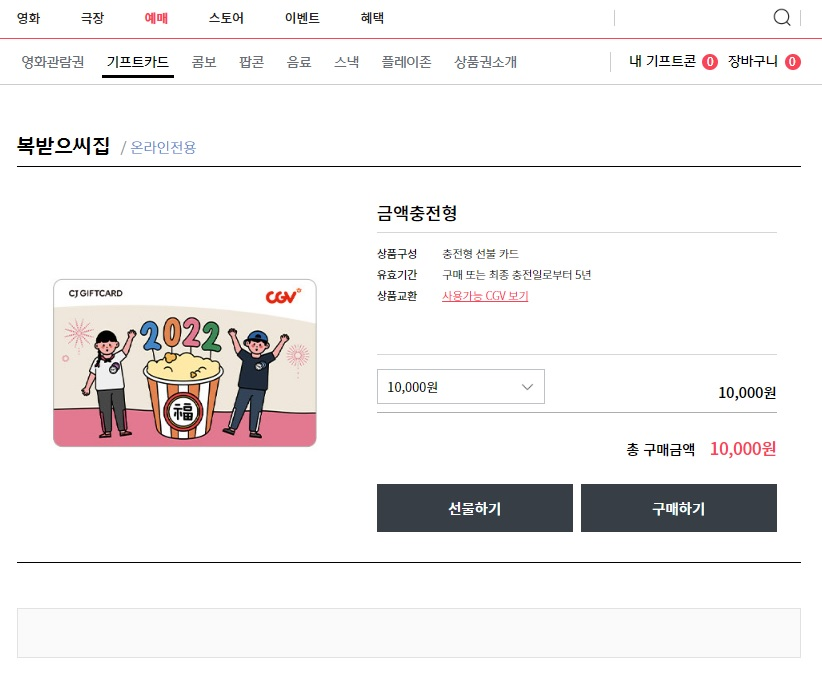 영화 극장 예매 스토어 이벤트 혜택
영화관람권 기프트카드 콤보 팝콘 음료 스낵 플레이존 상품권소개 내 기프트콘 0 장바구니 0
복받으씨집 / 온라인전용
금액충전형
상품구성 충전형 선불 카드
유효기간 구매 또는 최종 충전일로부터 5년
상품교환 사용가능 CGV 보기
CJ GIFTCARD CGV
2022
福
10,000원
10,000원
총 구매금액 10,000원
선물하기 구매하기